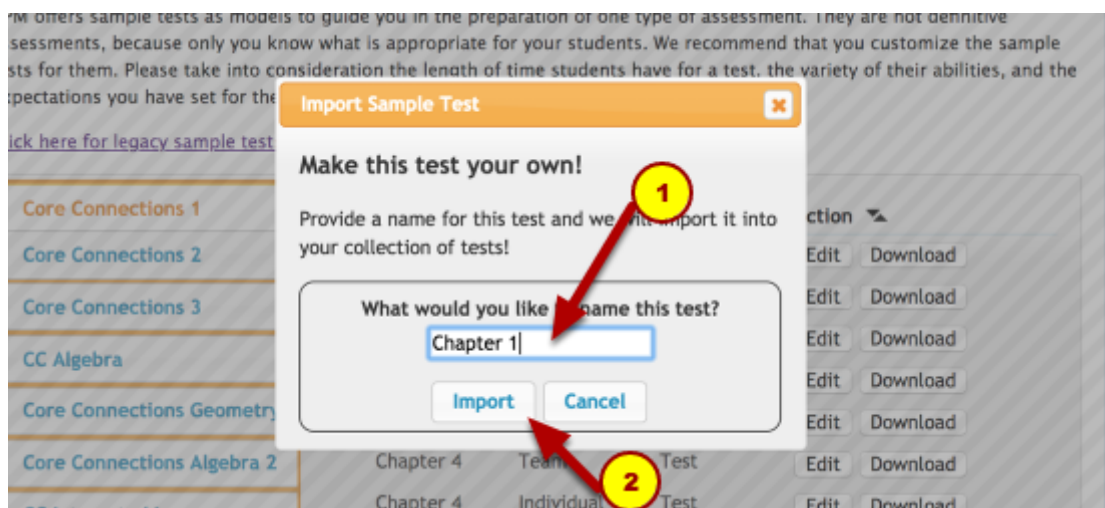 PM offers sample tests as models to guide you in the preparation of one type of assessment. They are not definitive
sessments, because only you know what is appropriate for your students. We recommend that you customize the sample
sts for them. Please take into consideration the length of time students have for a test, the variety of their abilities, and the
pectations you have set for the
Import Sample Test
ick here for legacy sample test
Make this test your own!
1
Provide a name for this test and we will import it into
your collection of tests!
Core Connections 1
ction
Core Connections 2
Edit Download
What would you like name this test?
Core Connections 3
Edit Download
Chapter 1
Edit Download
CC Algebra
Edit Download
Import Cancel
Core Connections Geometry
Edit Download
Core Connections Algebra 2 Chapter 4 Team Test Edit Download
2
Chapter 4 Individual Test Edit Download